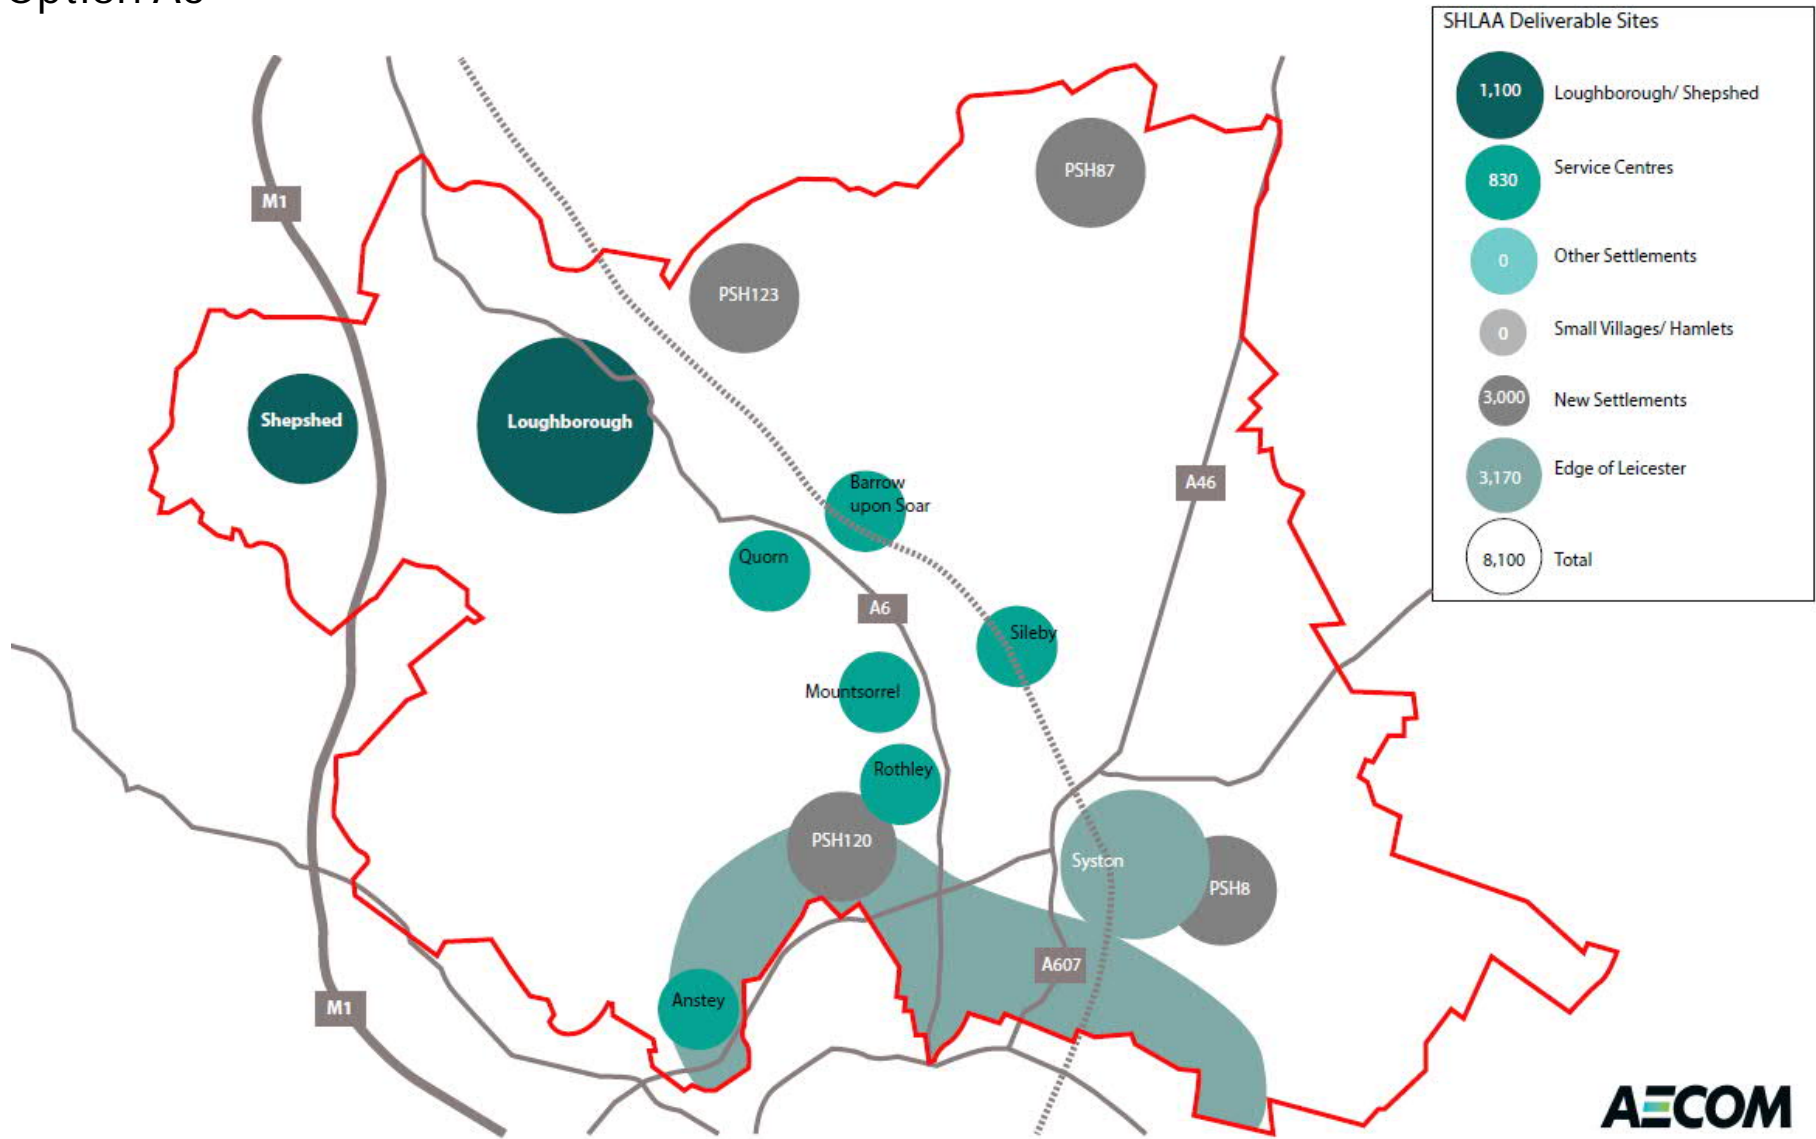 SHLAA Deliverable Sites
1,100 Loughborough/ Shepshed
830 Service Centres
0 Other Settlements
0 Small Villages/ Hamlets
3,000 New Settlements
3,170 Edge of Leicester
8,100 Total
PSH87
M1
PSH123
Shepshed
Loughborough
Barrow
upon Soar
A46
Quorn
A6
Sileby
Mountsorrel
Rothley
PSH120
Syston
PSH8
A607
Anstey
M1
AECOM